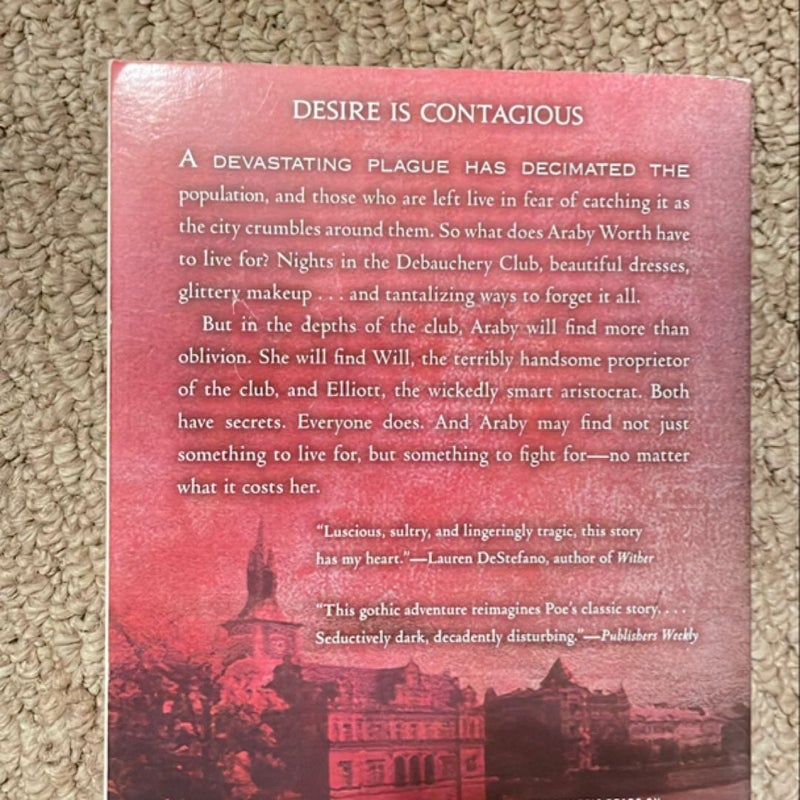 DESIRE IS CONTAGIOUS
A DEVASTATING PLAGUE HAS DECIMATED THE
population, and those who are left live in fear of catching it as
the city crumbles around them. So what does Araby Worth have
to live for? Nights in the Debauchery Club, beautiful dresses,
glittery makeup . . . and tantalizing ways to forget it all.
But in the depths of the club, Araby will find more than
oblivion. She will find Will, the terribly handsome proprietor
of the club, and Elliott, the wickedly smart aristocrat. Both
have secrets. Everyone does. And Araby may find not just
something to live for, but something to fight for—no matter
what it costs her.
“Luscious, sultry, and lingeringly tragic, this story
has my heart.”—Lauren DeStefano, author of Wither
“This gothic adventure reimagines Poe’s classic story. . . .
Seductively dark, decadently disturbing.”—Publishers Weekly